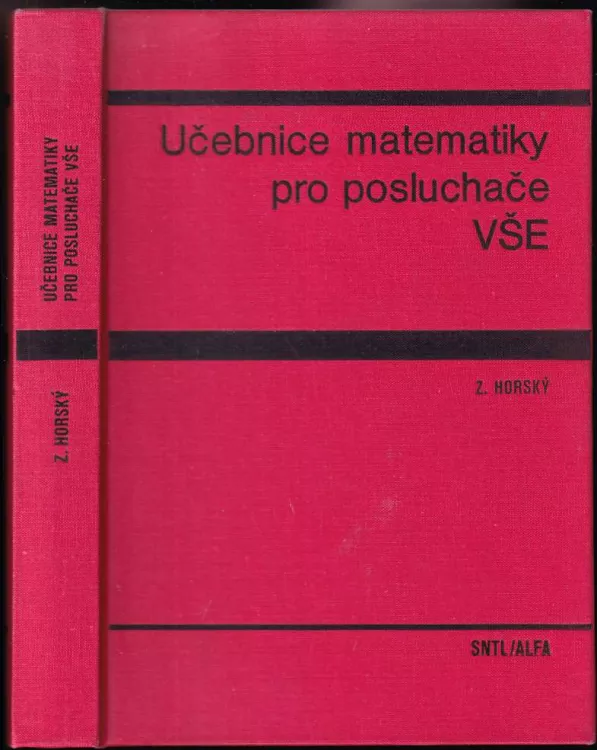 UČEBNICE MATEMATIKY
PRO POSLUCHAČE VŠE
Z. HORSKÝ
Učebnice matematiky
pro posluchače
VŠE
Z. HORSKÝ
SNTL/ALFA